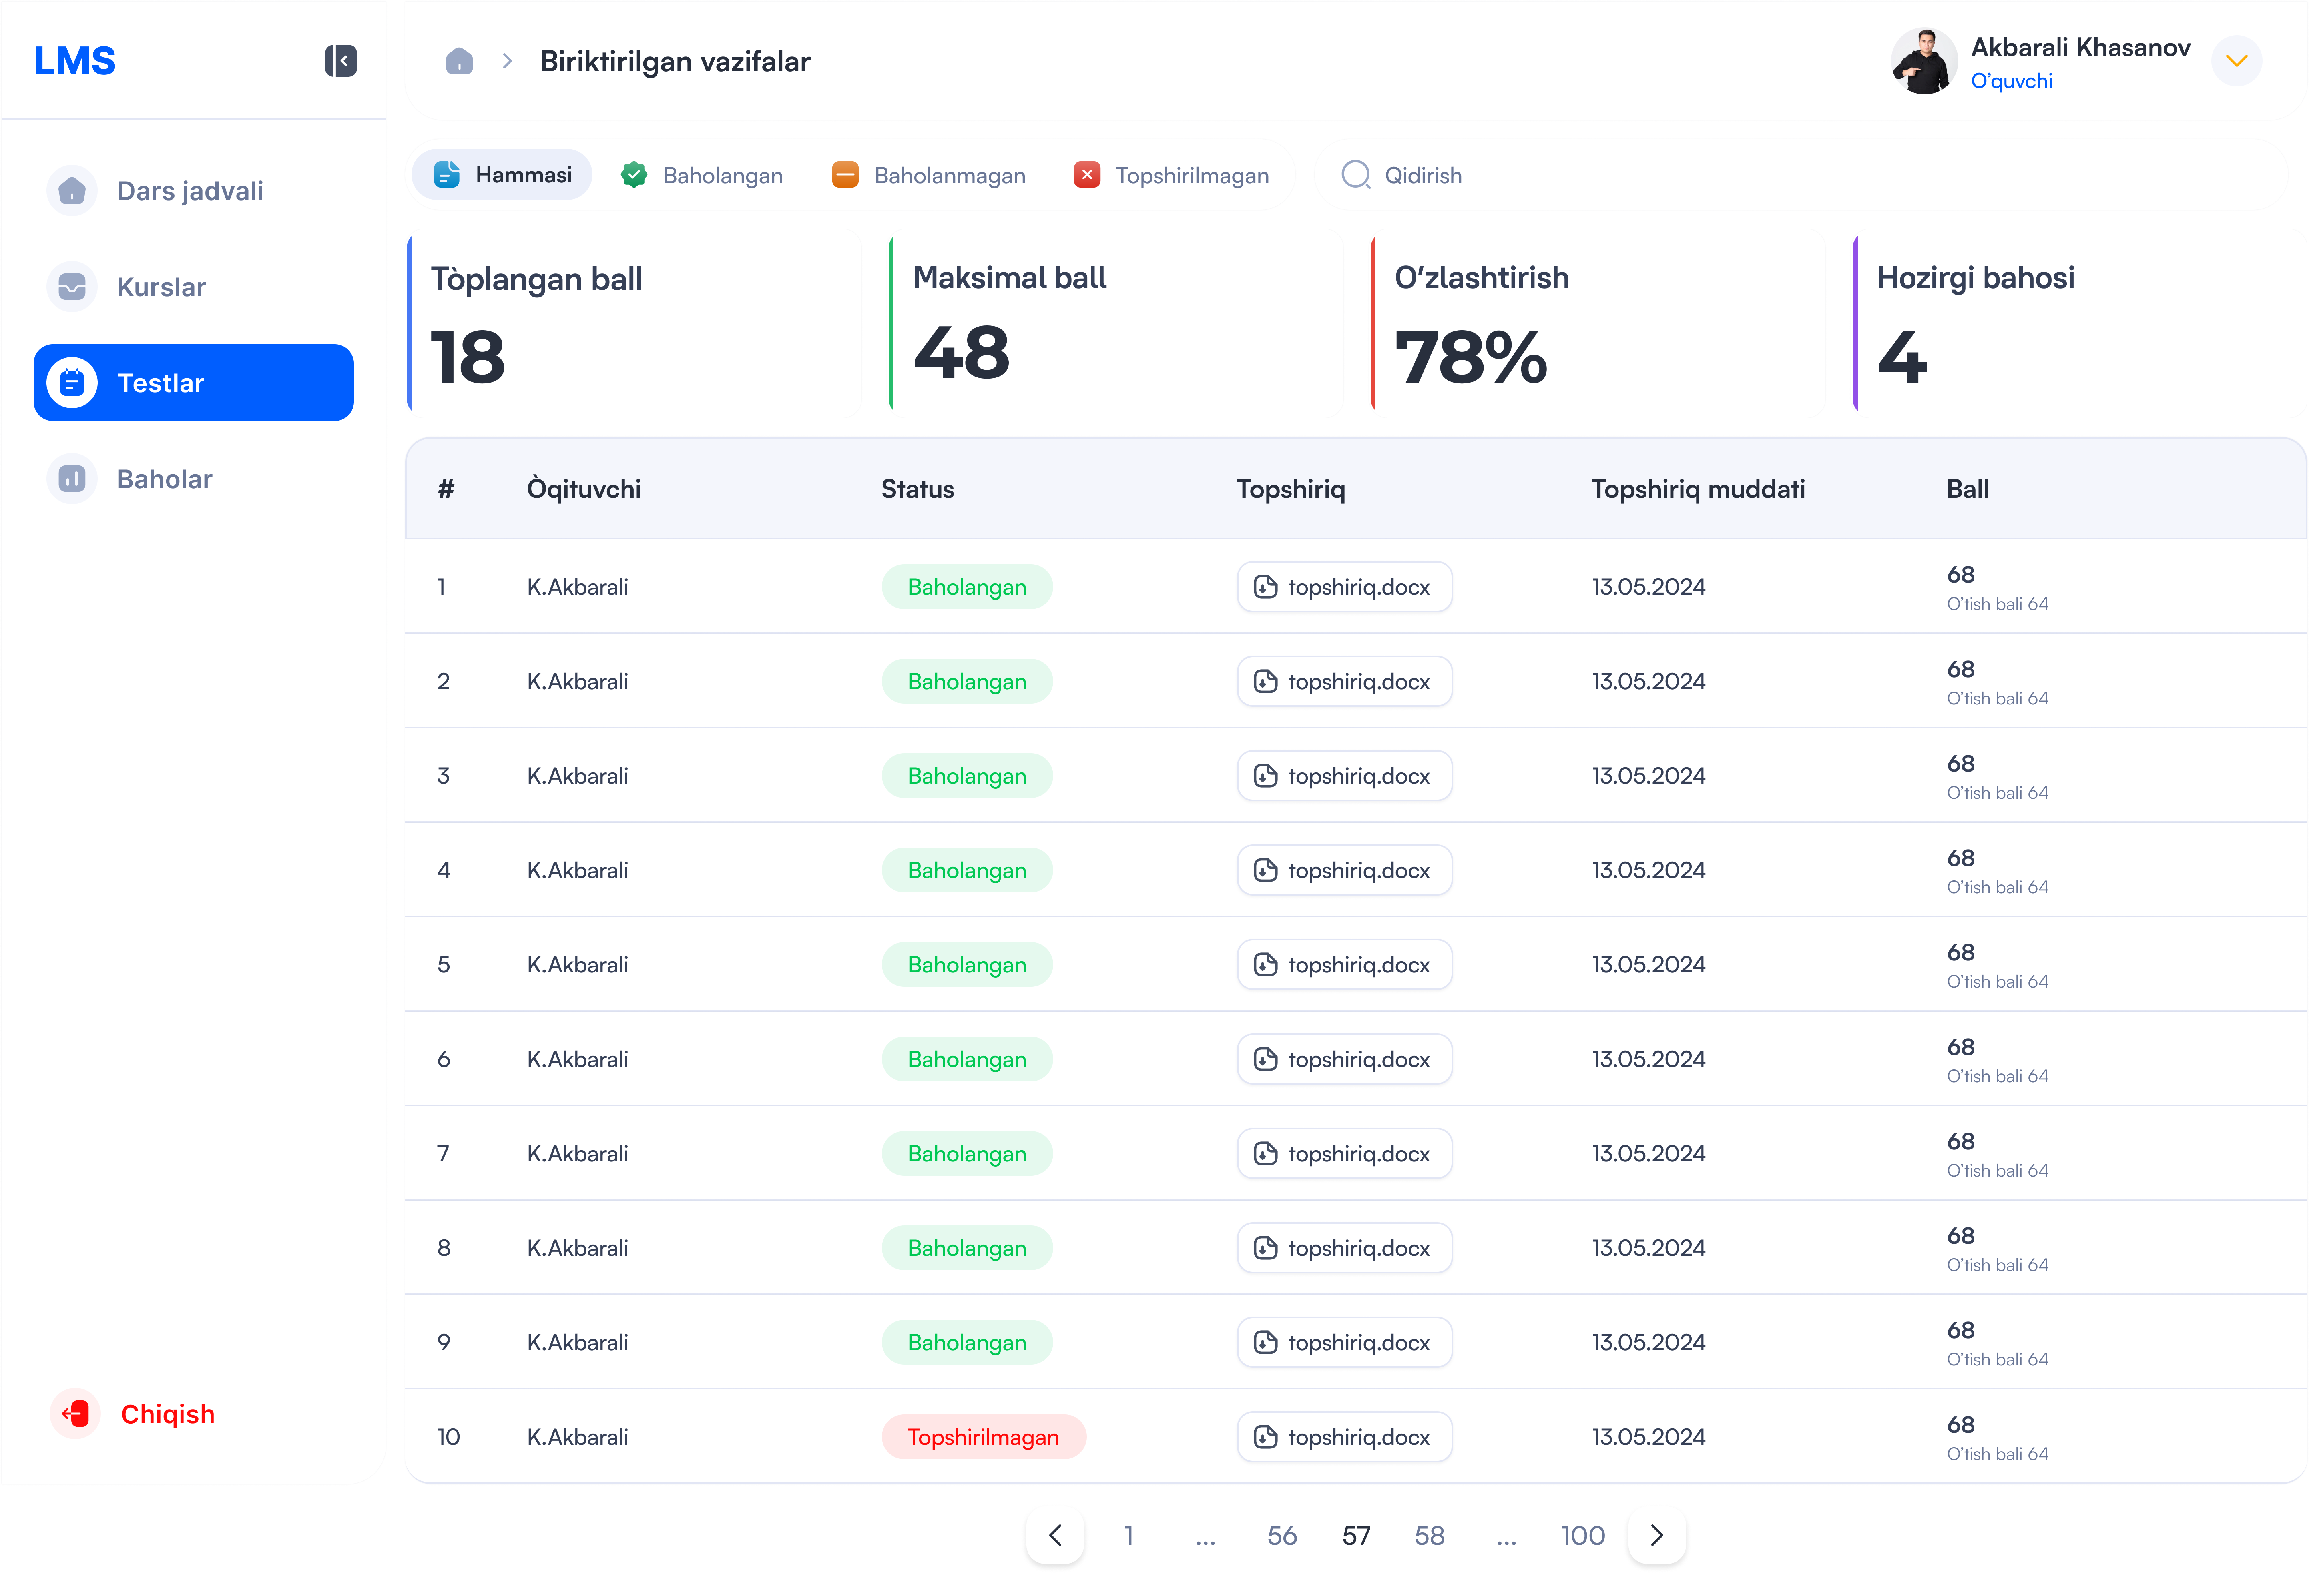 LMS
Biriktirilgan vazifalar
Akbarali Khasanov
O'quvchi
Dars jadvali
Kurslar
Testlar
Baholar
Chiqish
Hammasi Baholangan Baholanmagan Topshirilmagan Qidirish
Tòplangan ball
18
Maksimal ball
48
O'zlashtirish
78%
Hozirgi bahosi
4
# Òqituvchi Status Topshiriq Topshiriq muddati Ball
1 K.Akbarali Baholangan topshiriq.docx 13.05.2024 68
O'tish bali 64
2 K.Akbarali Baholangan topshiriq.docx 13.05.2024 68
O'tish bali 64
3 K.Akbarali Baholangan topshiriq.docx 13.05.2024 68
O'tish bali 64
4 K.Akbarali Baholangan topshiriq.docx 13.05.2024 68
O'tish bali 64
5 K.Akbarali Baholangan topshiriq.docx 13.05.2024 68
O'tish bali 64
6 K.Akbarali Baholangan topshiriq.docx 13.05.2024 68
O'tish bali 64
7 K.Akbarali Baholangan topshiriq.docx 13.05.2024 68
O'tish bali 64
8 K.Akbarali Baholangan topshiriq.docx 13.05.2024 68
O'tish bali 64
9 K.Akbarali Baholangan topshiriq.docx 13.05.2024 68
O'tish bali 64
10 K.Akbarali Topshirilmagan topshiriq.docx 13.05.2024 68
O'tish bali 64
1 ... 56 57 58 ... 100